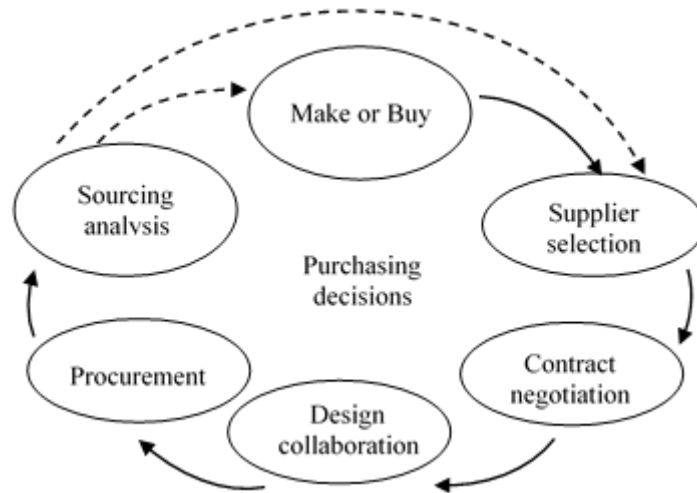 Make or Buy
Supplier
selection
Contract
negotiation
Design
collaboration
Procurement
Sourcing
analysis
Purchasing
decisions